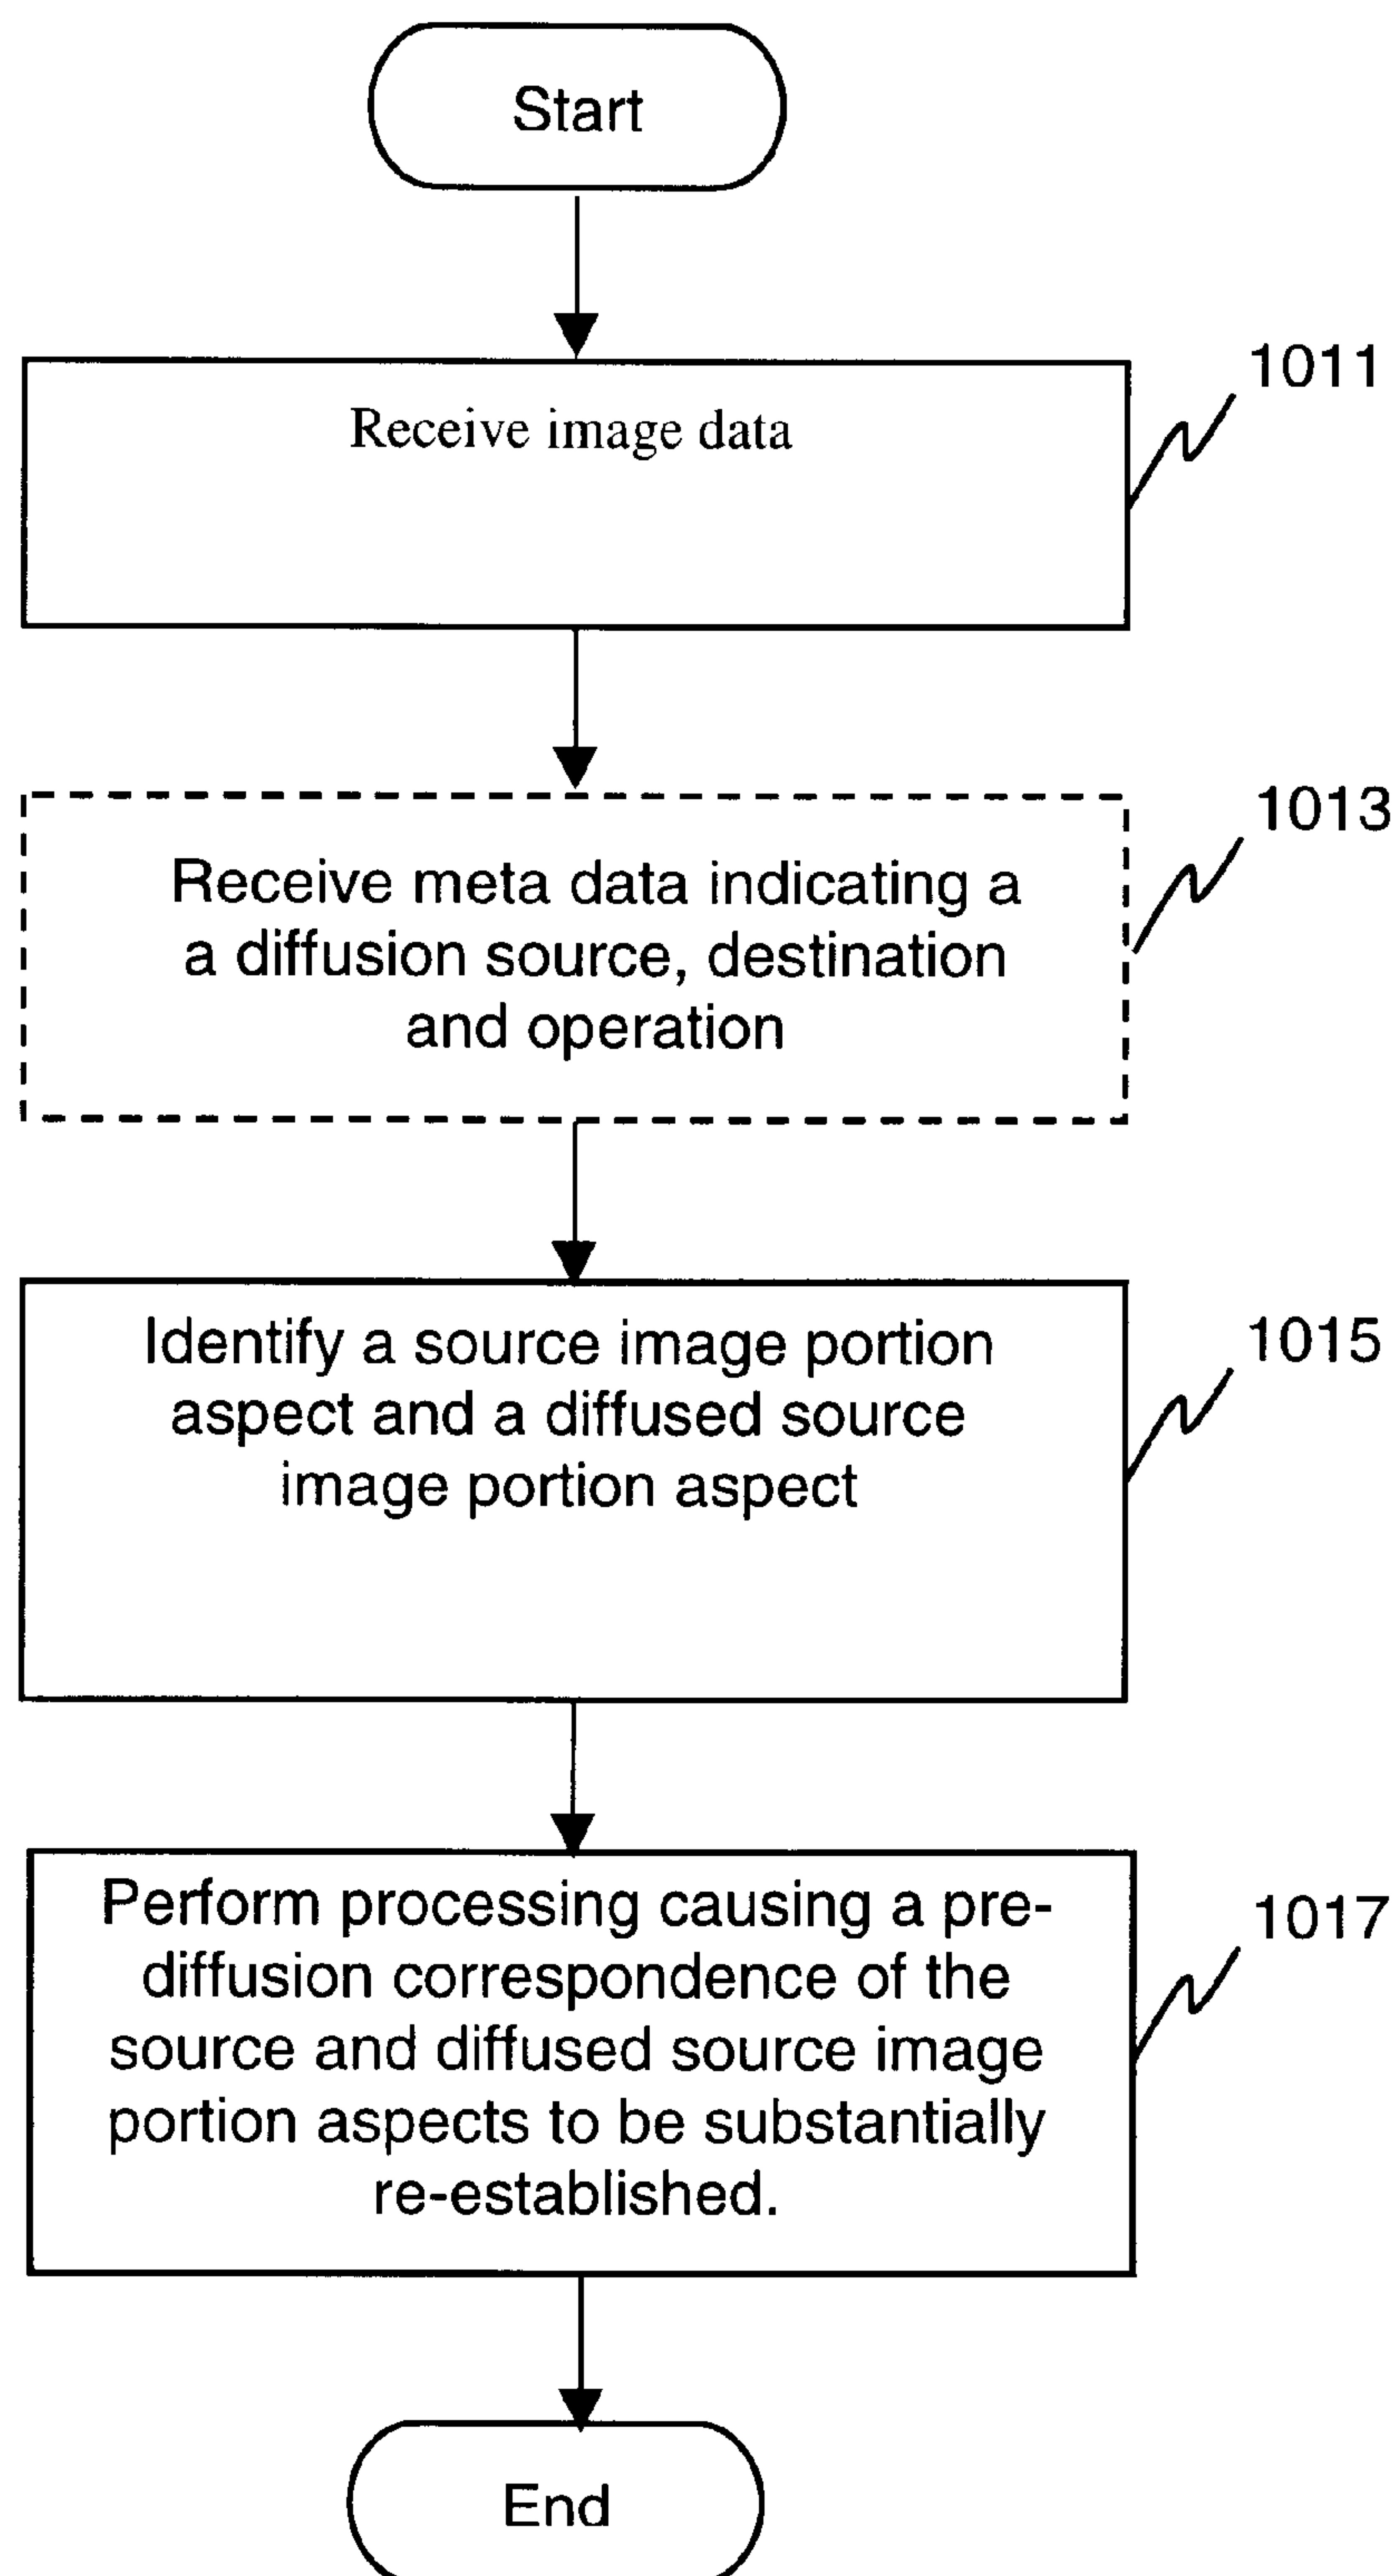 Start
Receive image data
1011
Receive meta data indicating a
a diffusion source, destination
and operation
1013
Identify a source image portion
aspect and a diffused source
image portion aspect
1015
Perform processing causing a pre-
diffusion correspondence of the
source and diffused source image
portion aspects to be substantially
re-established.
1017
End